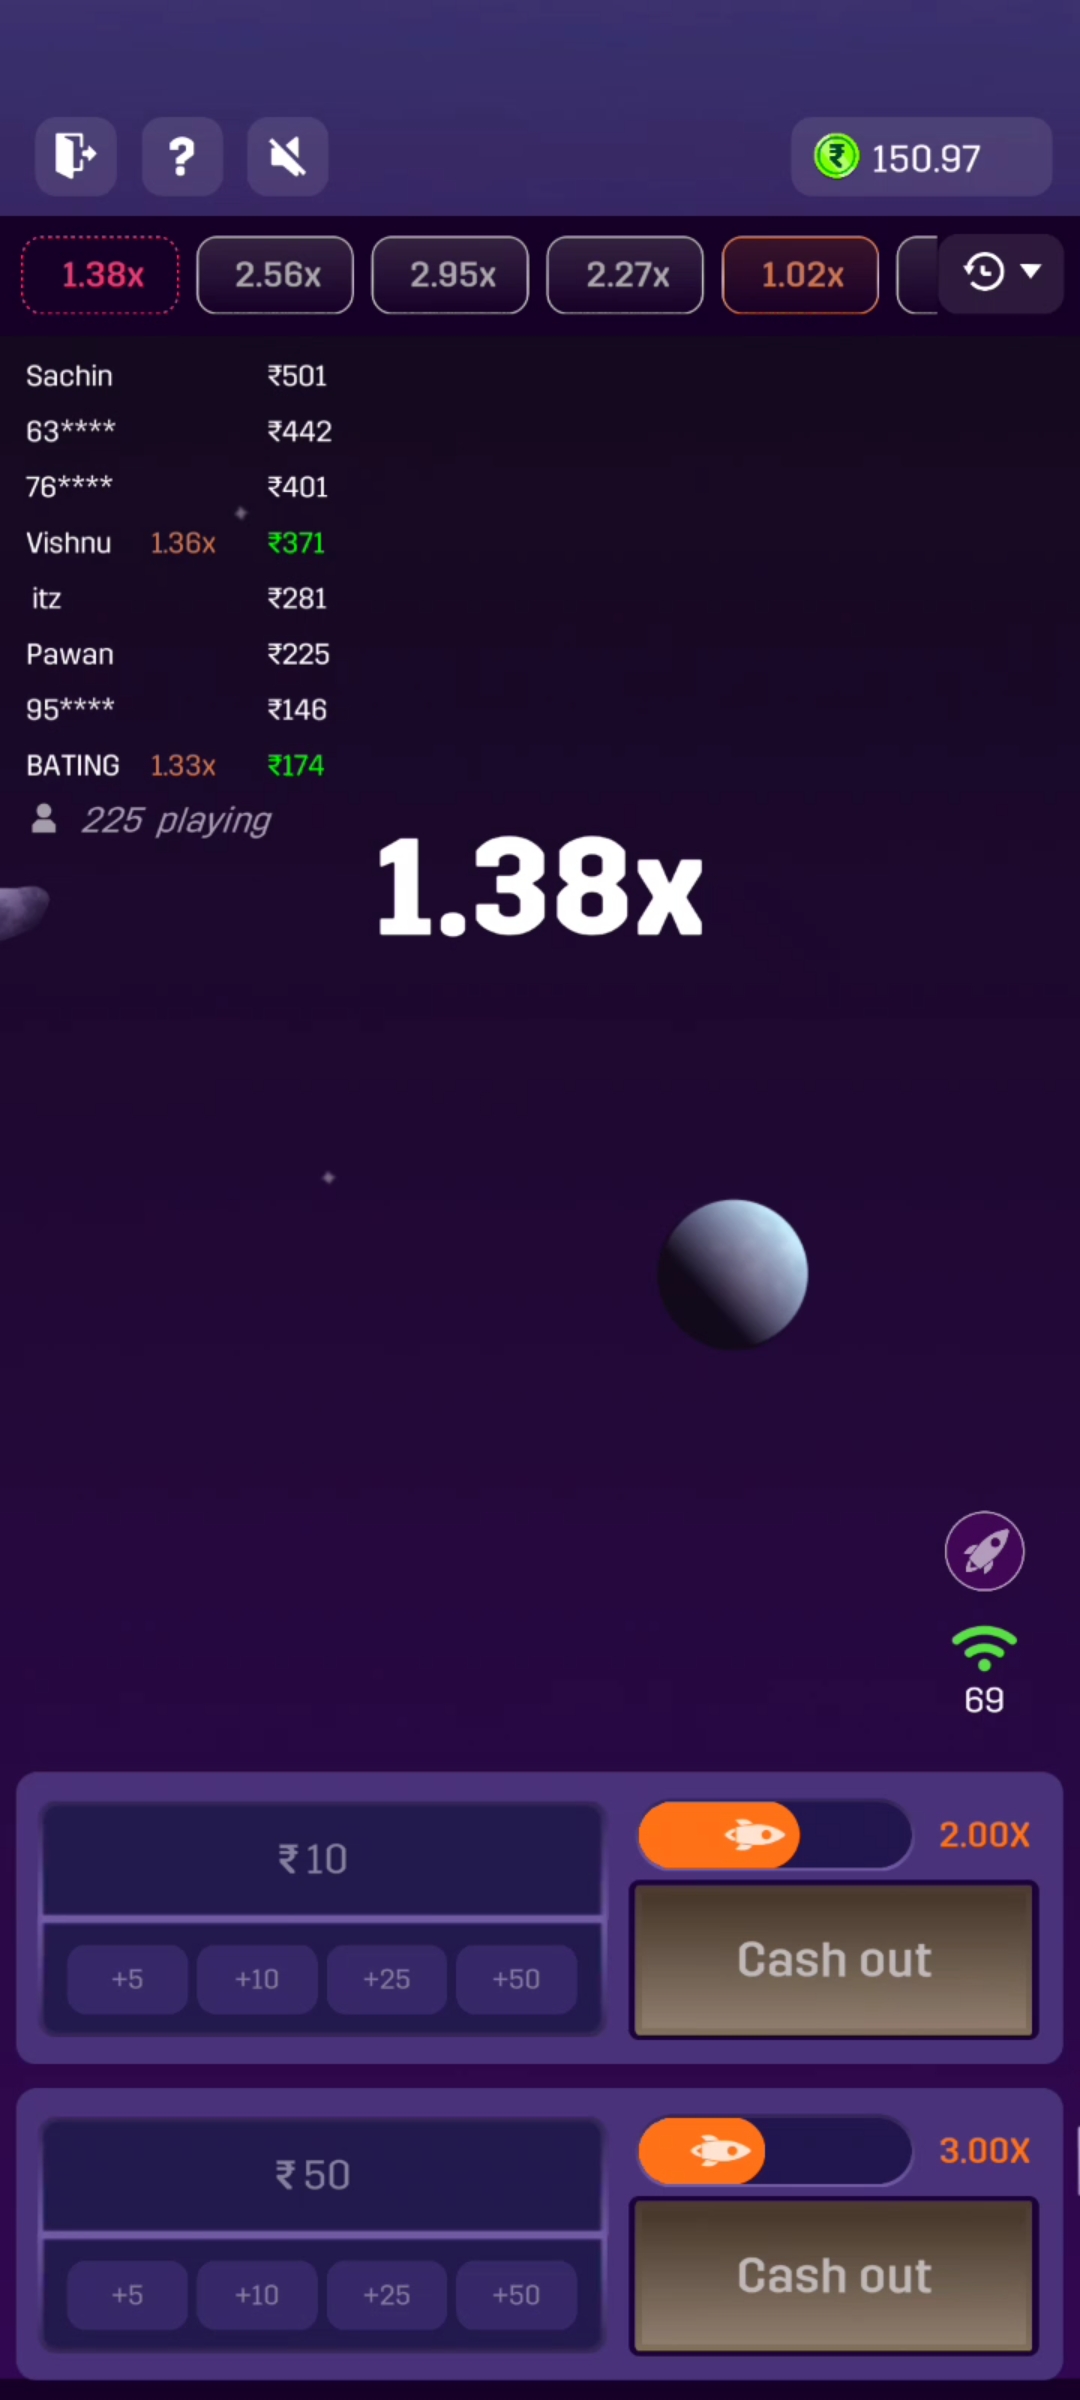 ? ₹ 150.97
1.38x 2.56x 2.95x 2.27x 1.02x
Sachin ₹501
63**** ₹442
76**** ₹401
Vishnu 1.36x ₹371
itz ₹281
Pawan ₹225
95**** ₹146
BATING 1.33x ₹174
225 playing
1.38x
69
₹10 2.00X
+5 +10 +25 +50 Cash out
₹50 3.00X
+5 +10 +25 +50 Cash out